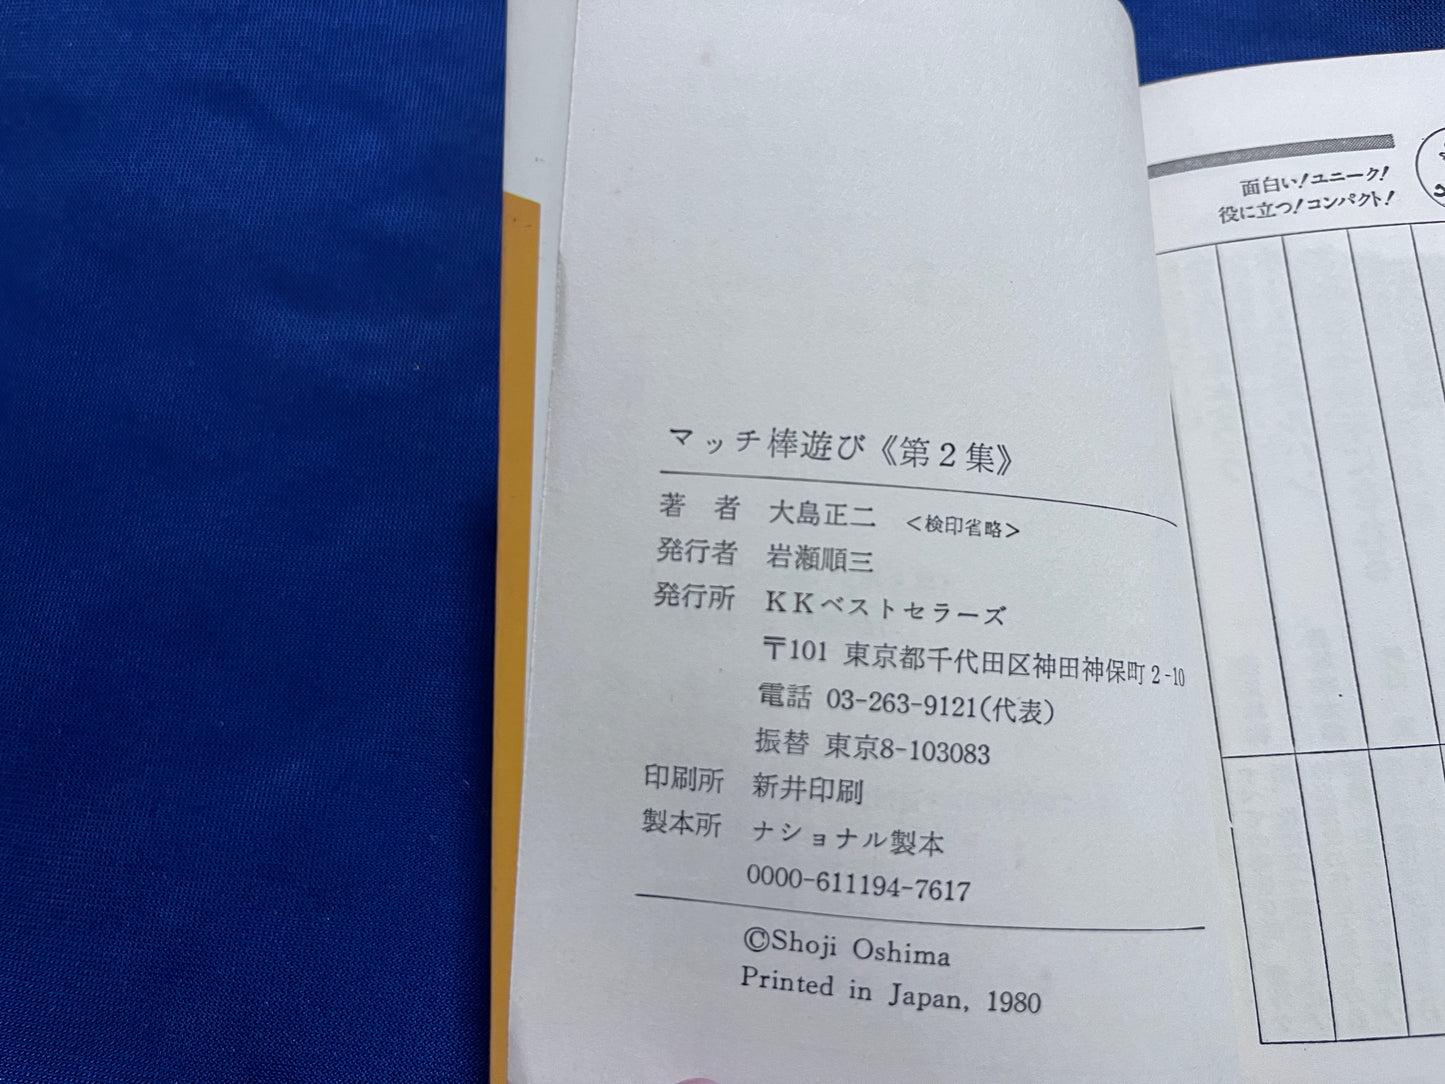 マッチ棒遊び《第2集》
著者 大島正二 <検印省略>
発行者 岩瀬順三
発行所 KKベストセラーズ
〒101 東京都千代田区神田神保町2-10
電話 03-263-9121(代表)
振替 東京8-103083
印刷所 新井印刷
製本所 ナショナル製本
0000-611194-7617
©Shoji Oshima
Printed in Japan, 1980
面白い!ユニーク!
役に立つ!コンパクト!